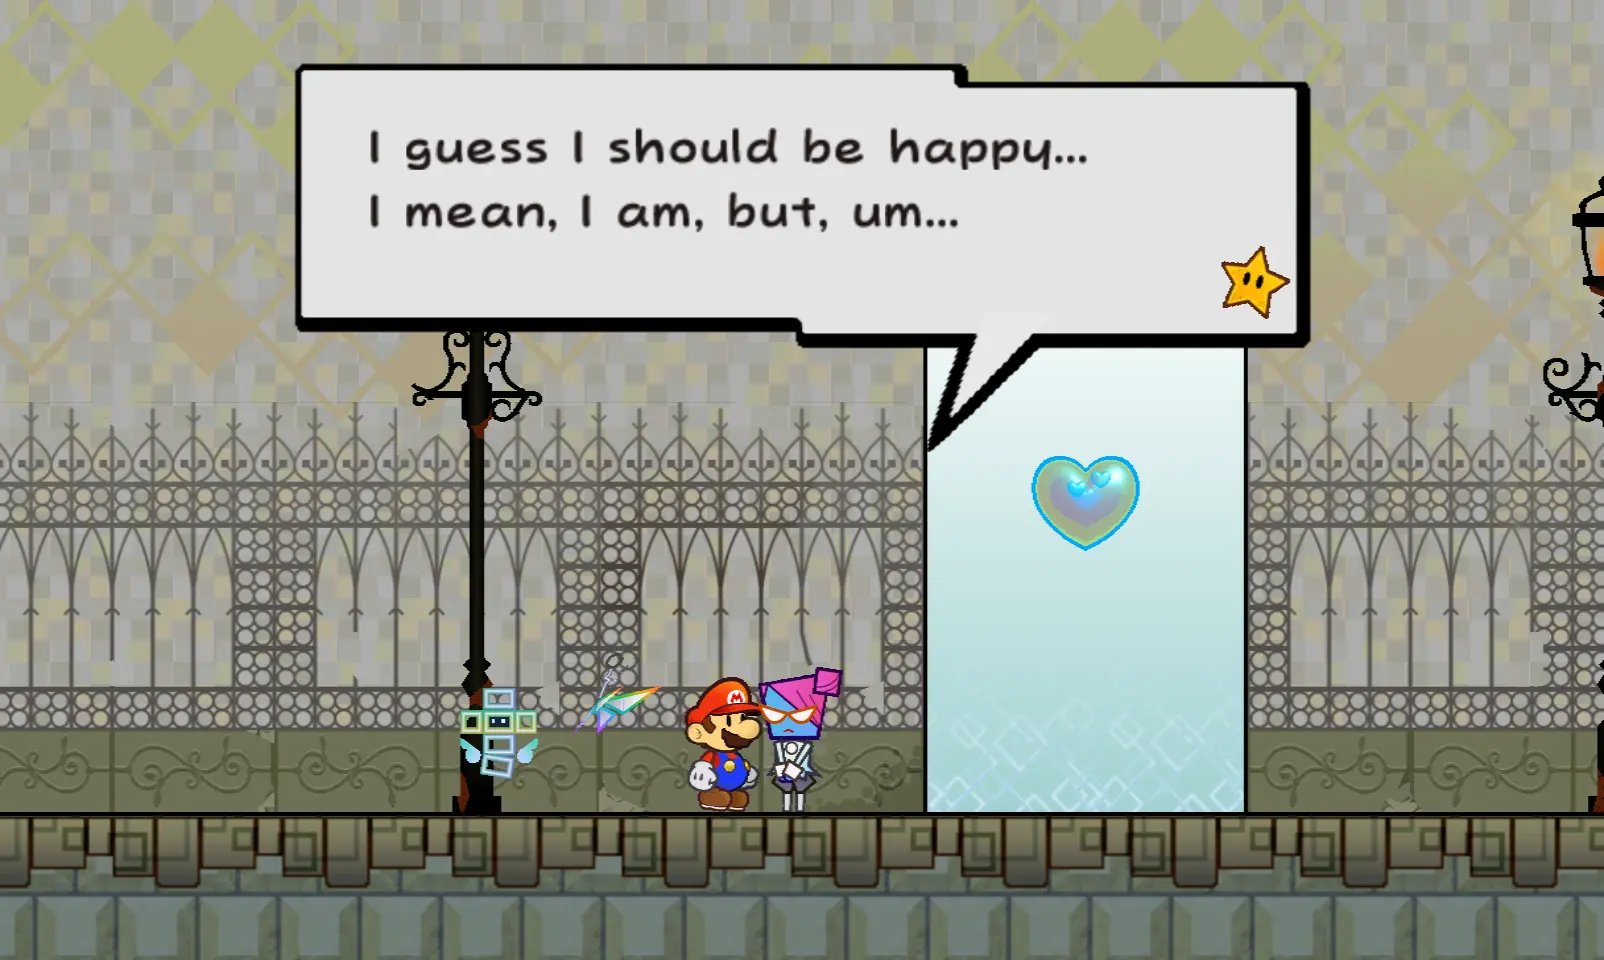 I guess I should be happy...
I mean, I am, but, um...
M